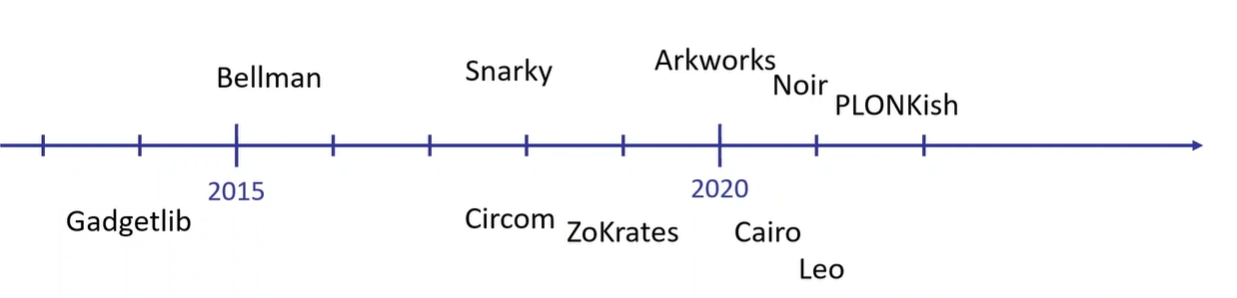 Arkworks
Snarky
Bellman
Noir
PLONKish
2015
2020
Gadgetlib
Circom
ZoKrates
Cairo
Leo